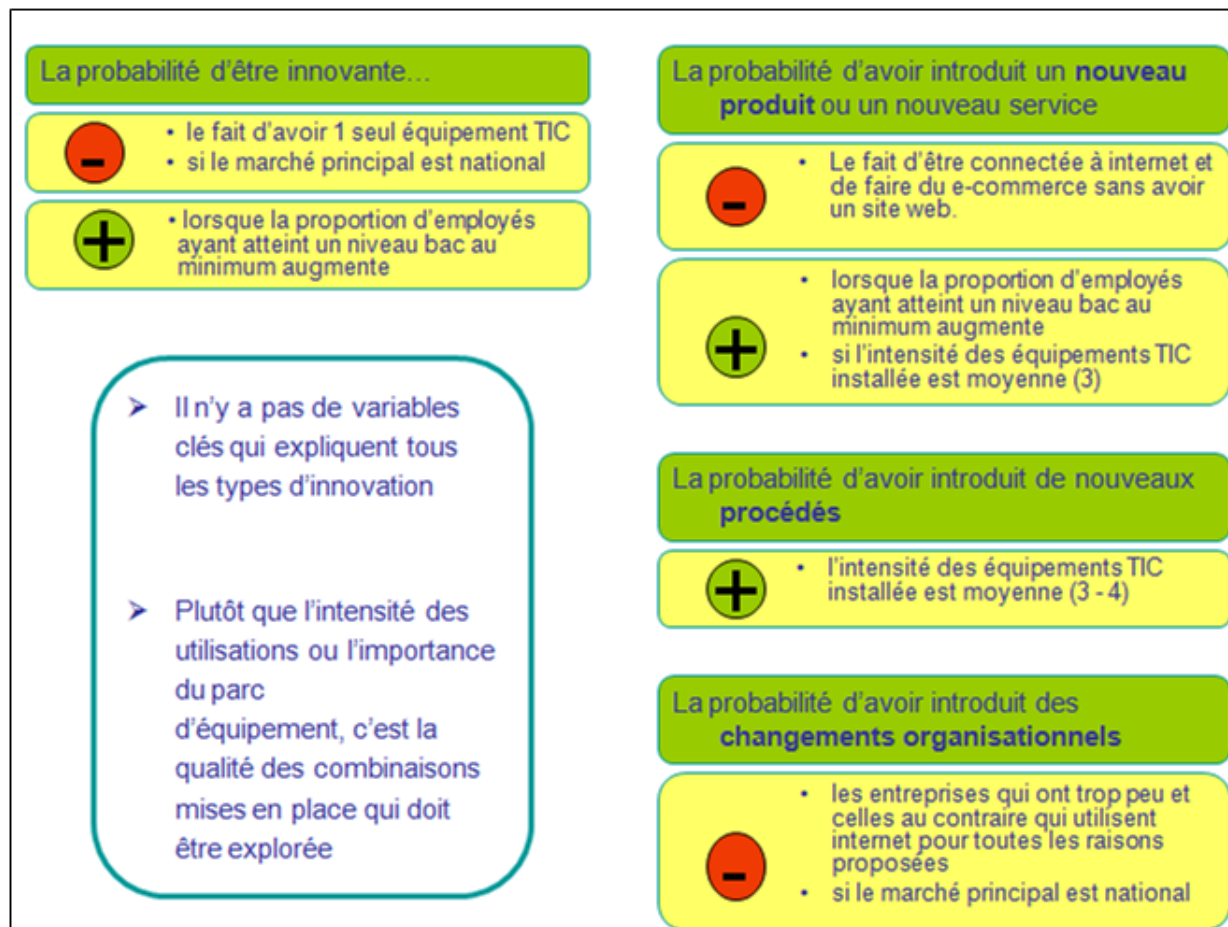 La probabilité d'être innovante...
-
• le fait d'avoir 1 seul équipement TIC
• si le marché principal est national
+
• lorsque la proportion d'employés
ayant atteint un niveau bac au
minimum augmente
➢ Il n'y a pas de variables
clés qui expliquent tous
les types d'innovation
➢ Plutôt que l'intensité des
utilisations ou l'importance
du parc
d'équipement, c'est la
qualité des combinaisons
mises en place qui doit
être explorée
La probabilité d'avoir introduit un nouveau
produit ou un nouveau service
-
• Le fait d'être connectée à internet et
de faire du e-commerce sans avoir
un site web.
+
• lorsque la proportion d'employés
ayant atteint un niveau bac au
minimum augmente
• si l'intensité des équipements TIC
installée est moyenne (3)
La probabilité d'avoir introduit de nouveaux
procédés
+
• l'intensité des équipements TIC
installée est moyenne (3 - 4)
La probabilité d'avoir introduit des
changements organisationnels
-
• les entreprises qui ont trop peu et
celles au contraire qui utilisent
internet pour toutes les raisons
proposées
• si le marché principal est national